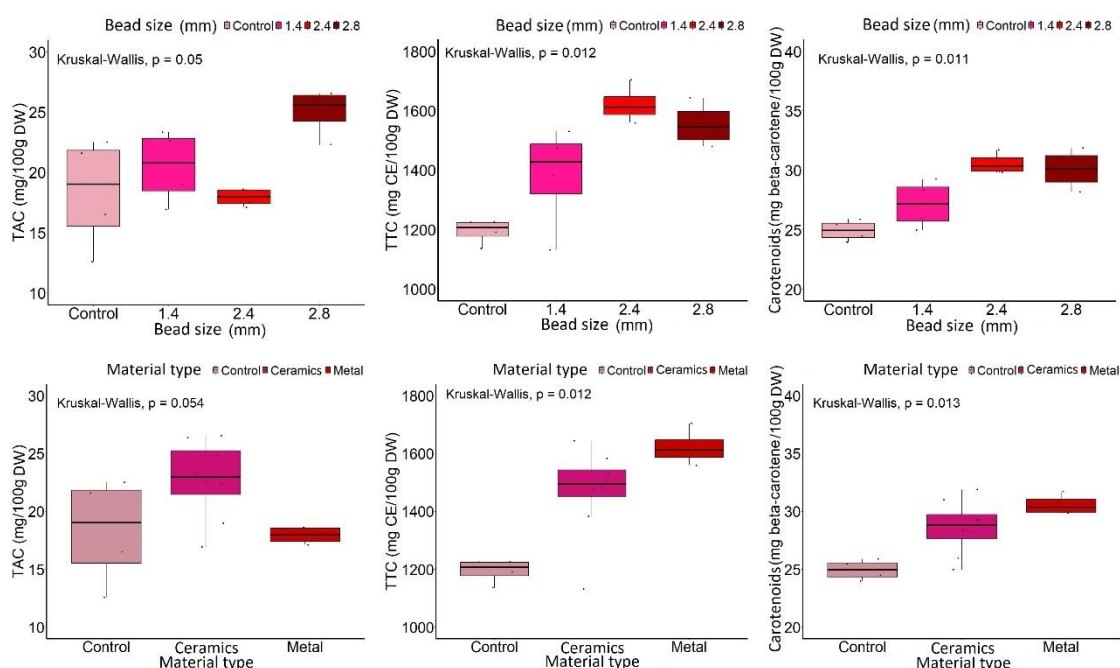 Bead size (mm) Control 1.4 2.4 2.8
Kruskal-Wallis, p = 0.05
TAC (mg/100g DW)
30
25
20
15
10
Control 1.4 2.4 2.8
Bead size (mm)
Bead size (mm) Control 1.4 2.4 2.8
Kruskal-Wallis, p = 0.012
TTC (mg CE/100g DW)
1800
1600
1400
1200
1000
Control 1.4 2.4 2.8
Bead size (mm)
Bead size (mm) Control 1.4 2.4 2.8
Kruskal-Wallis, p = 0.011
Carotenoids(mg beta-carotene/100g DW)
40
35
30
25
20
Control 1.4 2.4 2.8
Bead size (mm)
Material type Control Ceramics Metal
Kruskal-Wallis, p = 0.054
TAC (mg/100g DW)
30
25
20
15
10
Control Ceramics Metal
Material type
Material type Control Ceramics Metal
Kruskal-Wallis, p = 0.012
TTC (mg CE/100g DW)
1800
1600
1400
1200
1000
Control Ceramics Metal
Material type
Material type Control Ceramics Metal
Kruskal-Wallis, p = 0.013
Carotenoids(mg beta-carotene/100g DW)
40
35
30
25
20
Control Ceramics Metal
Material type